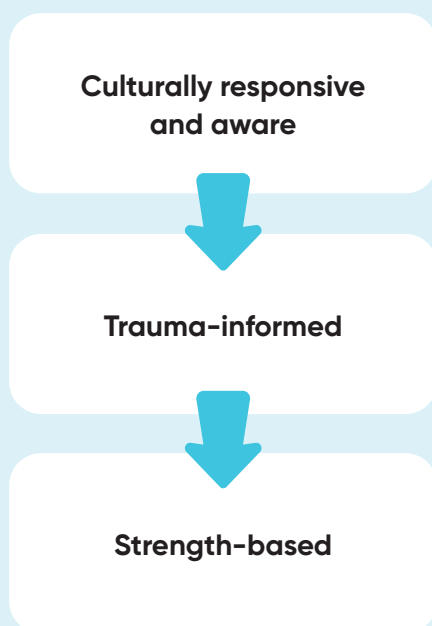 Culturally responsive
and aware
Trauma-informed
Strength-based